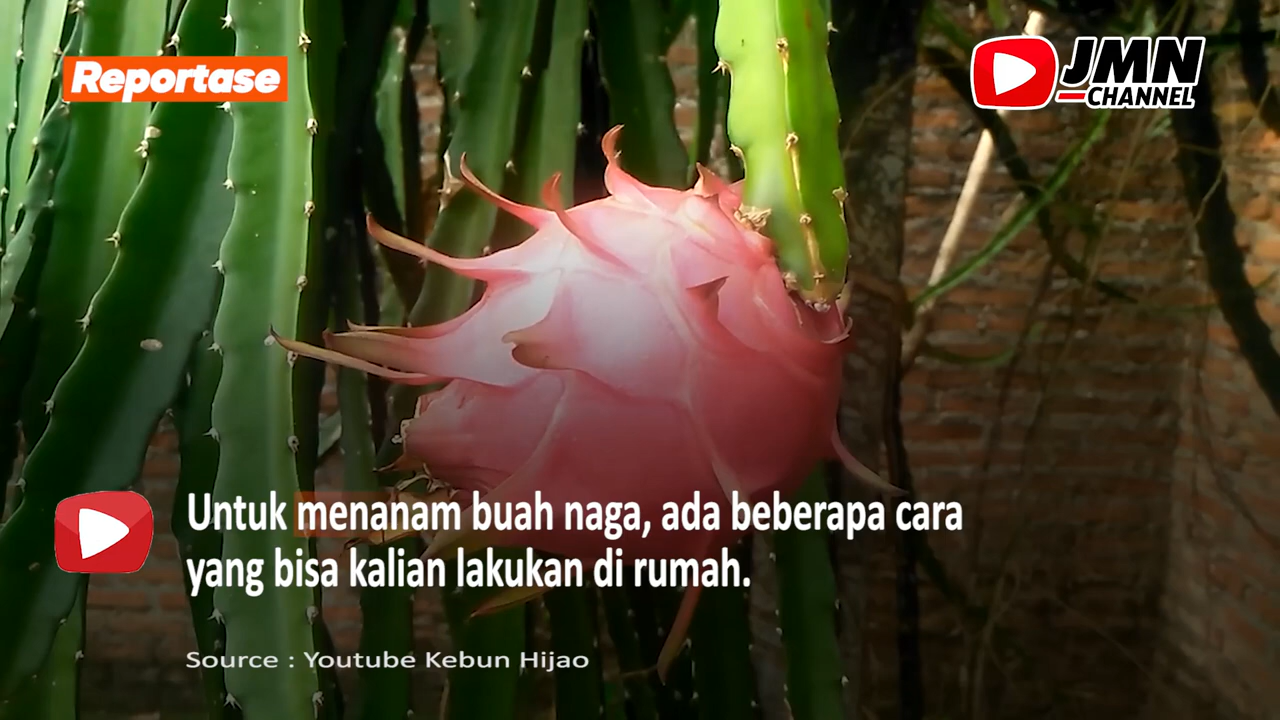 Reportase
JMN
CHANNEL
Untuk menanam buah naga, ada beberapa cara
yang bisa kalian lakukan di rumah.
Source : Youtube Kebun Hijao